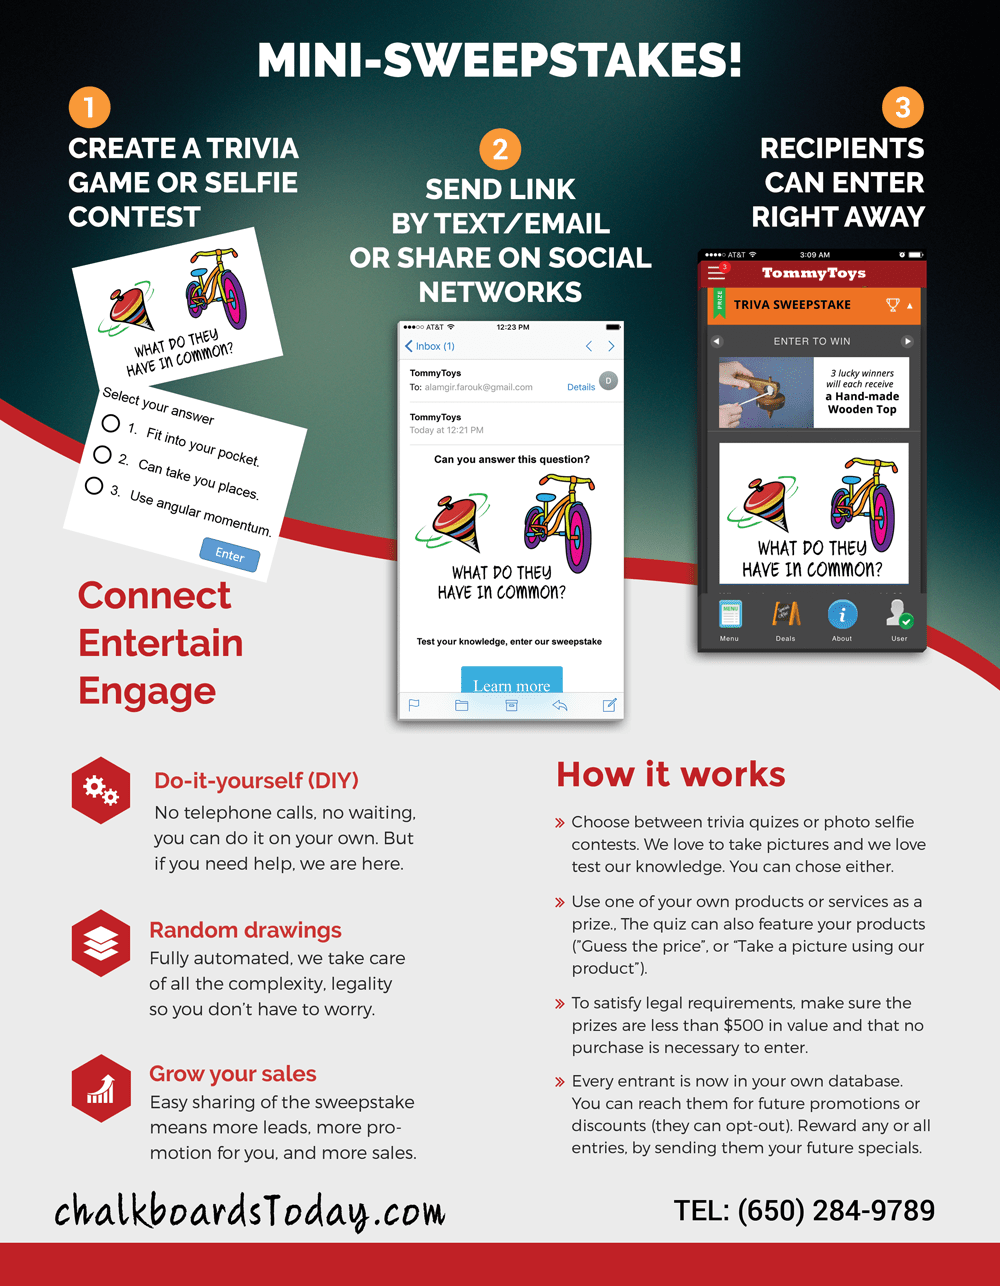 MINI-SWEEPSTAKES!
1
CREATE A TRIVIA
GAME OR SELFIE
CONTEST
WHAT DO THEY
HAVE IN COMMON?
Select your answer
1. Fit into your pocket.
2. Can take you places.
3. Use angular momentum.
Enter
2
SEND LINK
BY TEXT/EMAIL
OR SHARE ON SOCIAL
NETWORKS
AT&T 12:23 PM
Inbox (1)
TommyToys
To: alamgir.farouk@gmail.com Details D
TommyToys
Today at 12:21 PM
Can you answer this question?
WHAT DO THEY
HAVE IN COMMON?
Test your knowledge, enter our sweepstake
Learn more
3
RECIPIENTS
CAN ENTER
RIGHT AWAY
AT&T 3:09 AM
3
TommyToys
PRIZE
TRIVA SWEEPSTAKE
ENTER TO WIN
3 lucky winners
will each receive
a Hand-made
Wooden Top
WHAT DO THEY
HAVE IN COMMON?
MENU
Menu Deals About User
Connect
Entertain
Engage
Do-it-yourself (DIY)
No telephone calls, no waiting,
you can do it on your own. But
if you need help, we are here.
Random drawings
Fully automated, we take care
of all the complexity, legality
so you don't have to worry.
Grow your sales
Easy sharing of the sweepstake
means more leads, more pro-
motion for you, and more sales.
How it works
Choose between trivia quizes or photo selfie
contests. We love to take pictures and we love
test our knowledge. You can chose either.
Use one of your own products or services as a
prize., The quiz can also feature your products
("Guess the price", or "Take a picture using our
product").
To satisfy legal requirements, make sure the
prizes are less than $500 in value and that no
purchase is necessary to enter.
Every entrant is now in your own database.
You can reach them for future promotions or
discounts (they can opt-out). Reward any or all
entries, by sending them your future specials.
chalkboardsToday.com
TEL: (650) 284-9789